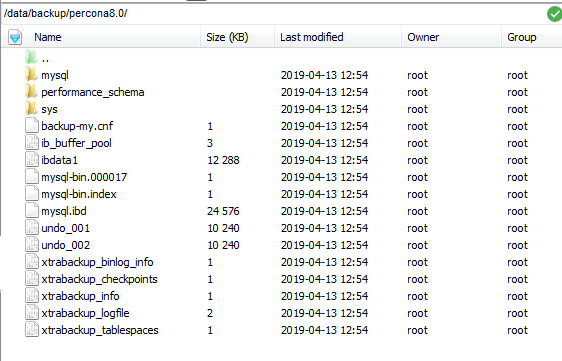 /data/backup/percona8.0/
Name Size (KB) Last modified Owner Group
..
mysql 2019-04-13 12:54 root root
performance_schema 2019-04-13 12:54 root root
sys 2019-04-13 12:54 root root
backup-my.cnf 1 2019-04-13 12:54 root root
ib_buffer_pool 3 2019-04-13 12:54 root root
ibdata1 12 288 2019-04-13 12:54 root root
mysql-bin.000017 1 2019-04-13 12:54 root root
mysql-bin.index 1 2019-04-13 12:54 root root
mysql.ibd 24 576 2019-04-13 12:54 root root
undo_001 10 240 2019-04-13 12:54 root root
undo_002 10 240 2019-04-13 12:54 root root
xtrabackup_binlog_info 1 2019-04-13 12:54 root root
xtrabackup_checkpoints 1 2019-04-13 12:54 root root
xtrabackup_info 1 2019-04-13 12:54 root root
xtrabackup_logfile 2 2019-04-13 12:54 root root
xtrabackup_tablespaces 1 2019-04-13 12:54 root root